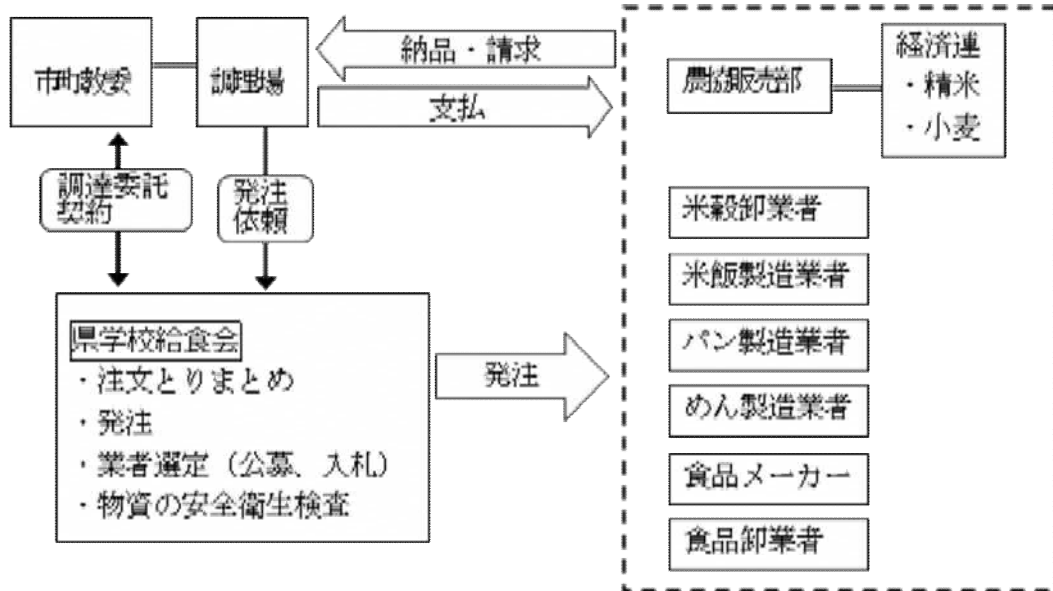 市町教委
調理場
納品・請求
支払
農協販売部
経済連
・精米
・小麦
調達委託
契約
発注
依頼
米穀卸業者
米飯製造業者
パン製造業者
めん製造業者
食品メーカー
食品卸業者
県学校給食会
・注文とりまとめ
・発注
・業者選定（公募、入札）
・物資の安全衛生検査
発注